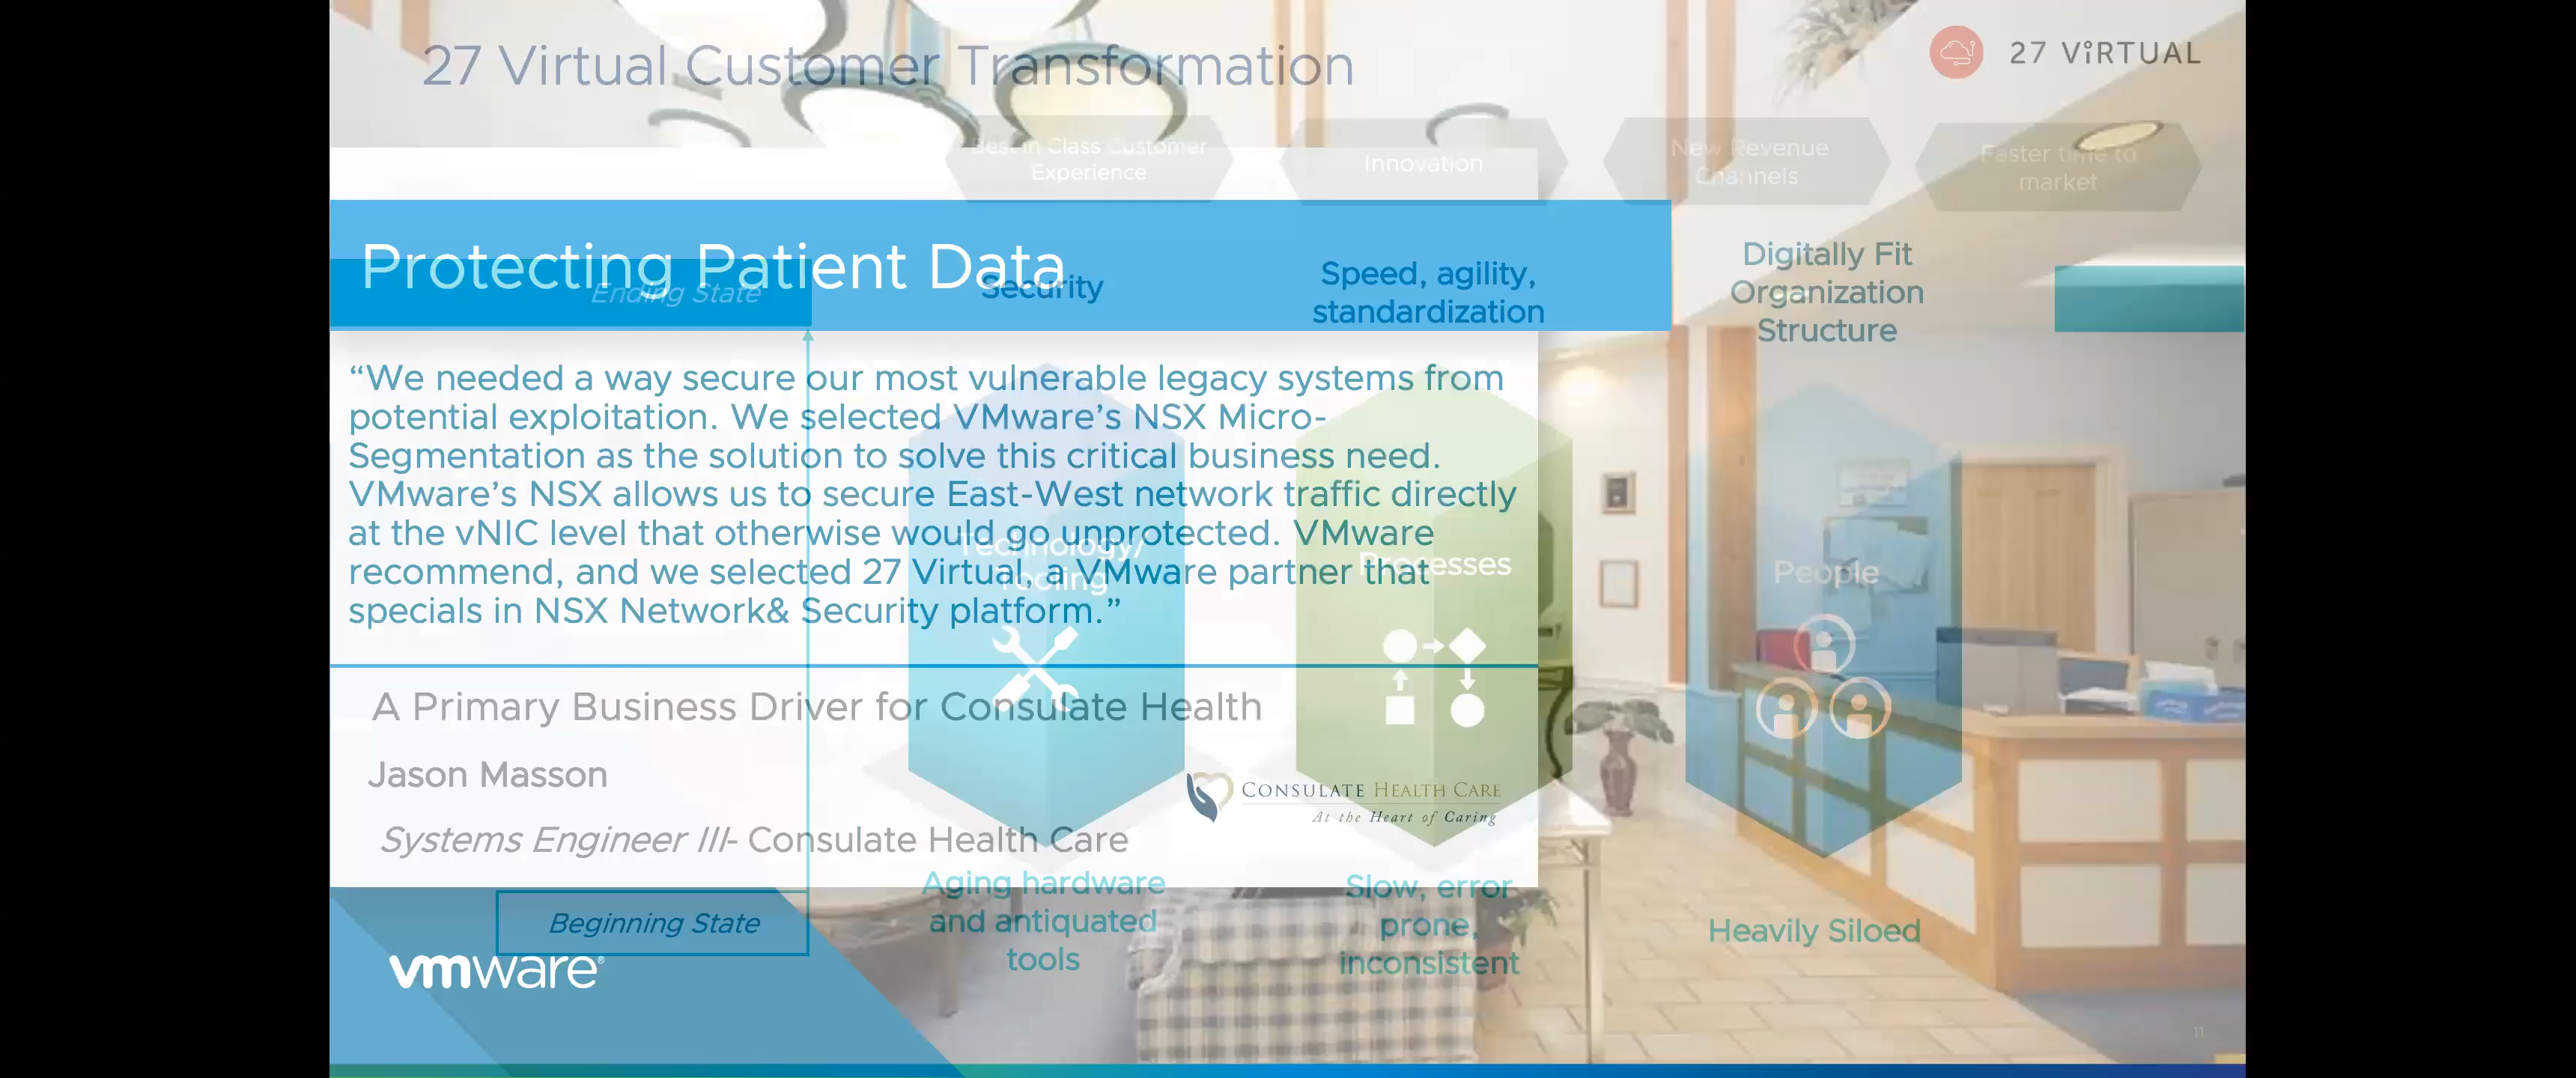 27 Virtual Customer Transformation
27 ViRTUAL
Best in Class Customer
Experience
Innovation
New Revenue
Channels
Faster time to
market
Protecting Patient Data
Ending State
Security
Speed, agility,
standardization
Digitally Fit
Organization
Structure
“We needed a way secure our most vulnerable legacy systems from
potential exploitation. We selected VMware’s NSX Micro-
Segmentation as the solution to solve this critical business need.
VMware’s NSX allows us to secure East-West network traffic directly
at the vNIC level that otherwise would go unprotected. VMware
recommend, and we selected 27 Virtual, a VMware partner that
specials in NSX Network& Security platform.”
Technology/
Tooling
Processes
People
A Primary Business Driver for Consulate Health
Jason Masson
Systems Engineer III- Consulate Health Care
CONSULATE HEALTH CARE
At the Heart of Caring
Beginning State
Aging hardware
and antiquated
tools
Slow, error
prone,
inconsistent
Heavily Siloed
vmware®
11